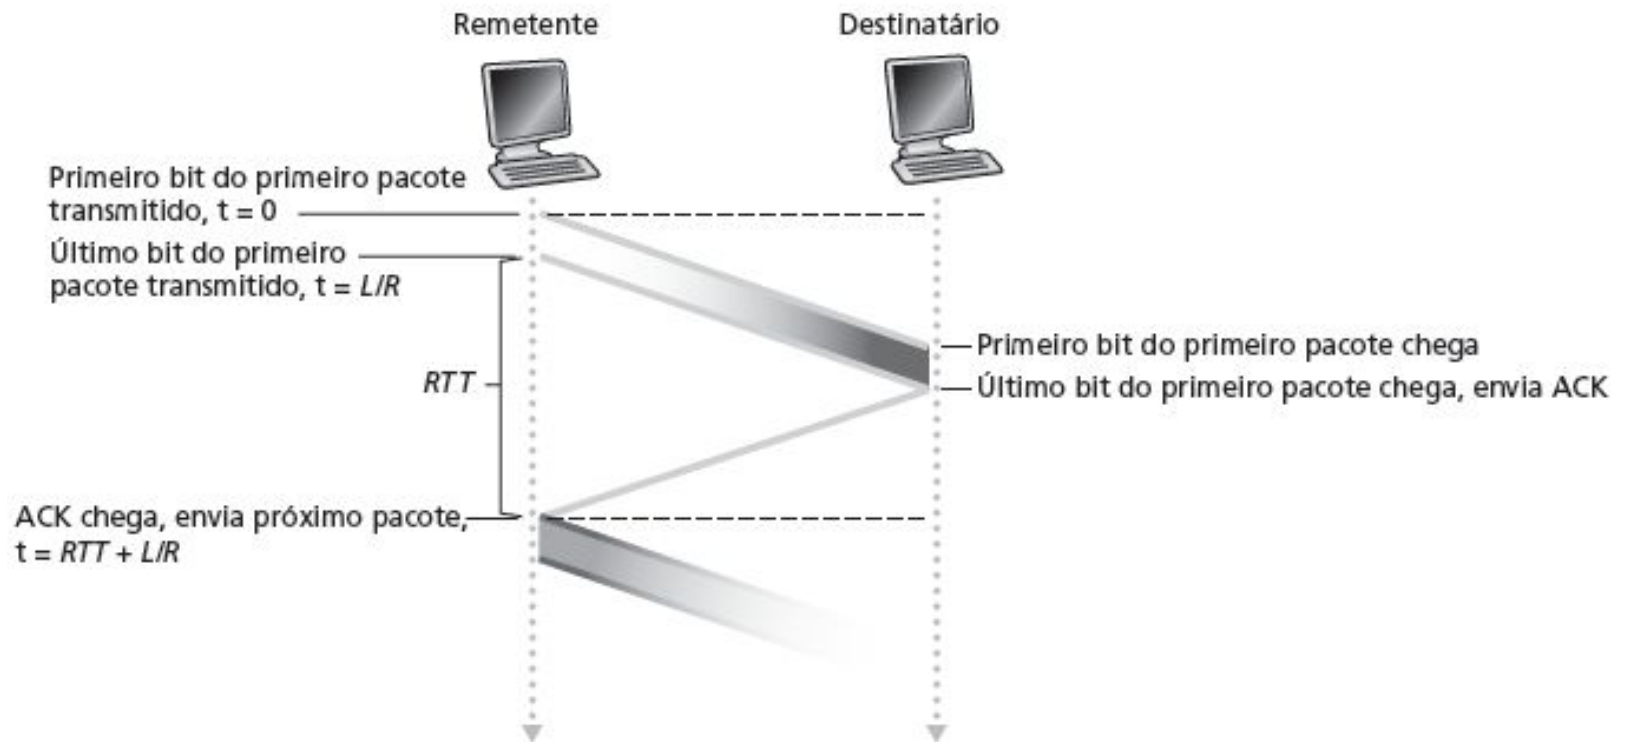 Remetente
Destinatário
Primeiro bit do primeiro pacote
transmitido, t = 0
Último bit do primeiro
pacote transmitido, t = L/R
Primeiro bit do primeiro pacote chega
RTT
Último bit do primeiro pacote chega, envia ACK
ACK chega, envia próximo pacote,
t = RTT + L/R